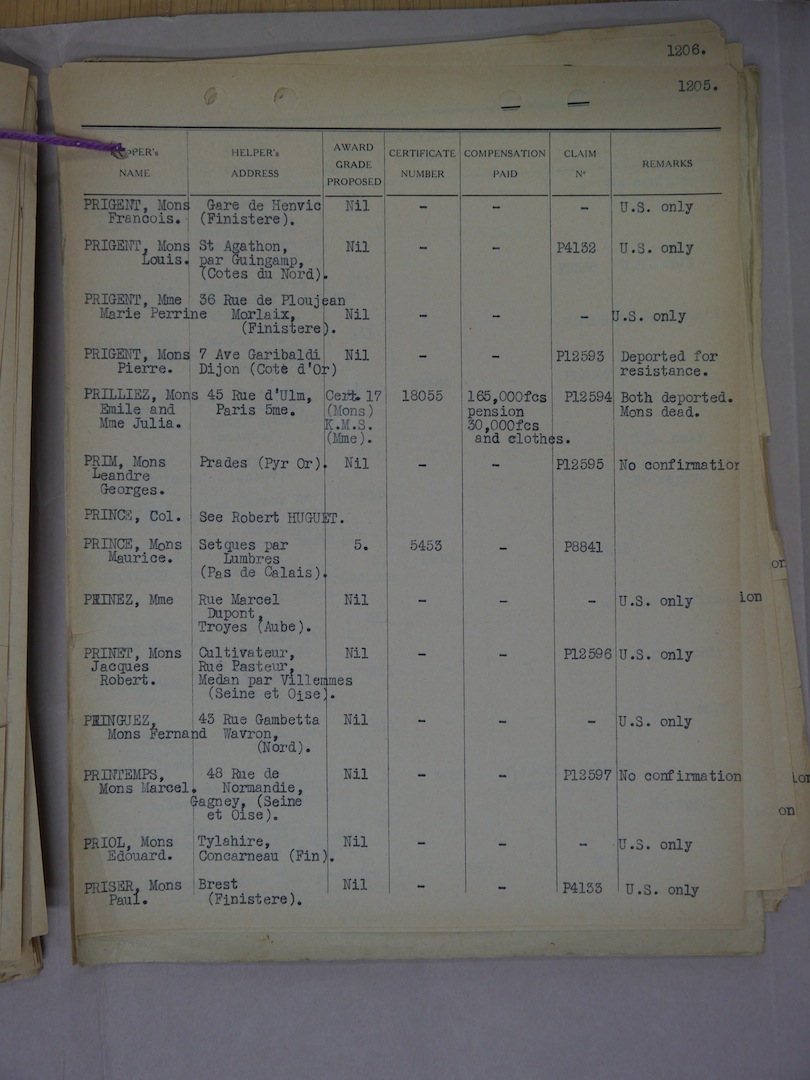 1206.
1205.
HELPER's HELPER's AWARD CERTIFICATE COMPENSATION CLAIM REMARKS
NAME ADDRESS GRADE NUMBER PAID N°
PROPOSED
PRIGENT, Mons Gare de Henvic Nil - - - U.S. only
Francois. (Finistere).
PRIGENT, Mons St Agathon, Nil - - P4132 U.S. only
Louis. par Guingamp,
(Cotes du Nord).
PRIGENT, Mme 36 Rue de Ploujean
Marie Perrine Morlaix, Nil - - - U.S. only
(Finistere).
PRIGENT, Mons 7 Ave Garibaldi Nil - - P12593 Deported for
Pierre. Dijon (Coté d'Or) resistance.
PRILLIEZ, Mons 45 Rue d'Ulm, Cert. 17 18055 165,000fcs P12594 Both deported.
Emile and Paris 5me. (Mons) pension Mons dead.
Mme Julia. K.M.S. 30,000fcs
(Mme). and clothes.
PRIM, Mons Prades (Pyr Or). Nil - - P12595 No confirmation
Leandre
Georges.
PRINCE, Col. See Robert HUGUET.
PRINCE, Mons Setques par 5. 5453 - P8841
Maurice. Lumbres
(Pas de Calais).
PRINEZ, Mme Rue Marcel Nil - - - U.S. only
Dupont,
Troyes (Aube).
PRINET, Mons Cultivateur, Nil - - P12596 U.S. only
Jacques Rue Pasteur,
Robert. Medan par Villemmes
(Seine et Oise).
PRINGUEZ, 43 Rue Gambetta Nil - - - U.S. only
Mons Fernand Wavron,
(Nord).
PRINTEMPS, 48 Rue de Nil - - P12597 No confirmation
Mons Marcel. Normandie,
Gagney, (Seine
et Oise).
PRIOL, Mons Tylahire, Nil - - - U.S. only
Edouard. Concarneau (Fin).
PRISER, Mons Brest Nil - - P4133 U.S. only
Paul. (Finistere).
on
ion
on